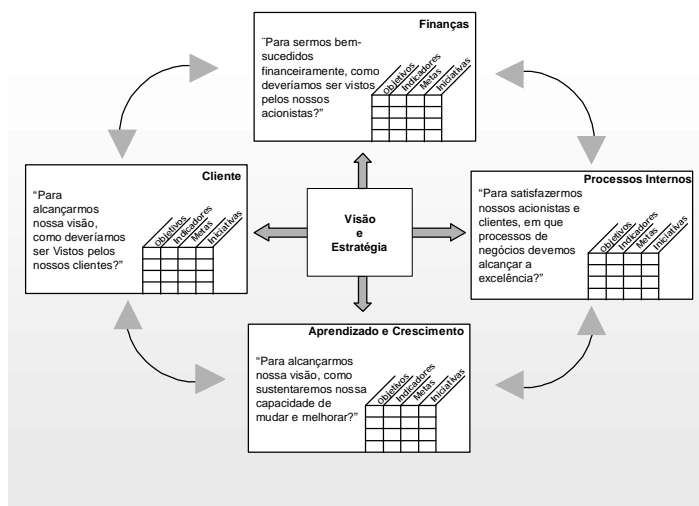 Finanças
¨Para sermos bem-
sucedidos
financeiramente, como
deveríamos ser vistos
pelos nossos
acionistas?"
Objetivos
Indicadores
Metas
Iniciativas
Cliente
"Para
alcançarmos
nossa visão,
como deveríamos
ser Vistos pelos
nossos clientes?"
Objetivos
Indicadores
Metas
Iniciativas
Visão
e
Estratégia
Processos Internos
"Para satisfazermos
nossos acionistas e
clientes, em que
processos de
negócios devemos
alcançar a
excelência?"
Objetivos
Indicadores
Metas
Iniciativas
Aprendizado e Crescimento
"Para alcançarmos
nossa visão, como
sustentaremos nossa
capacidade de
mudar e melhorar?"
Objetivos
Indicadores
Metas
Iniciativas